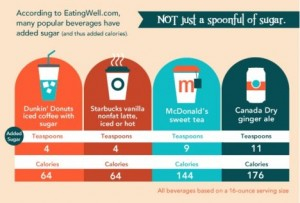 According to EatingWell.com,
many popular beverages have
added sugar (and thus added calories).
NOT just a spoonful of sugar.
m
Dunkin' Donuts
iced coffee with
sugar
Starbucks vanilla
nonfat latte,
iced or hot
McDonald's
sweet tea
Canada Dry
ginger ale
Added
Sugar
Teaspoons Teaspoons Teaspoons Teaspoons
4 4 9 11
Calories Calories Calories Calories
64 64 144 176
All beverages based on a 16-ounce serving size